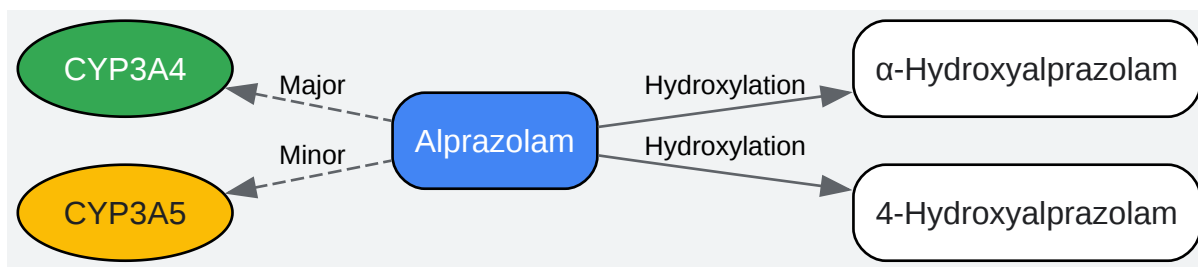 CYP3A4
Major
Alprazolam
Hydroxylation
α-Hydroxyalprazolam
CYP3A5
Minor
Hydroxylation
4-Hydroxyalprazolam